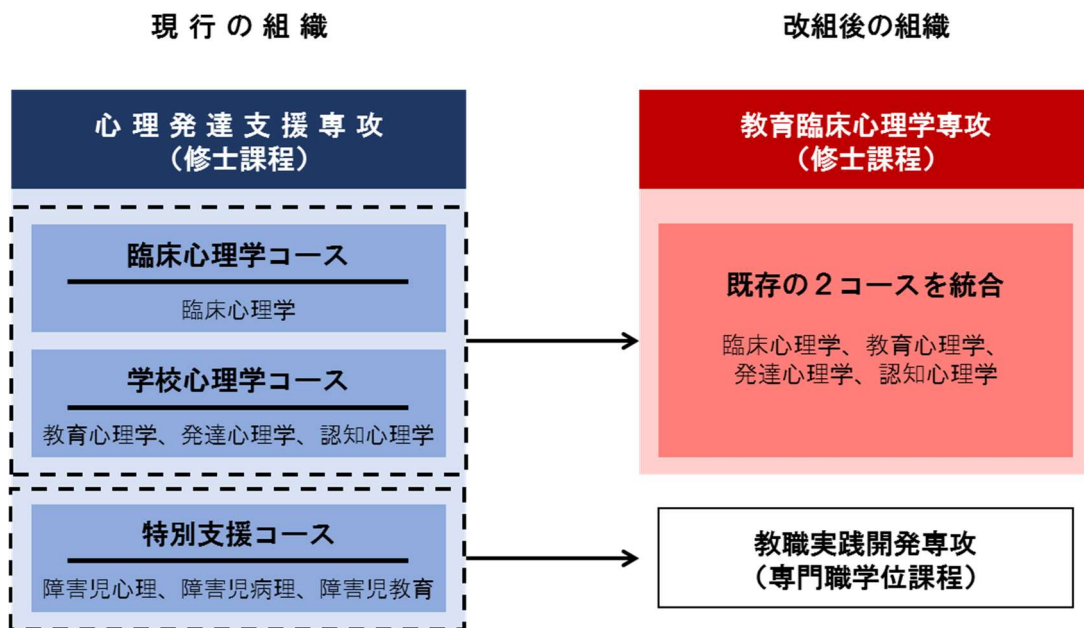 現行の組織
改組後の組織
心理発達支援専攻
（修士課程）
臨床心理学コース
臨床心理学
学校心理学コース
教育心理学、発達心理学、認知心理学
特別支援コース
障害児心理、障害児病理、障害児教育
教育臨床心理学専攻
（修士課程）
既存の２コースを統合
臨床心理学、教育心理学、
発達心理学、認知心理学
教職実践開発専攻
（専門職学位課程）